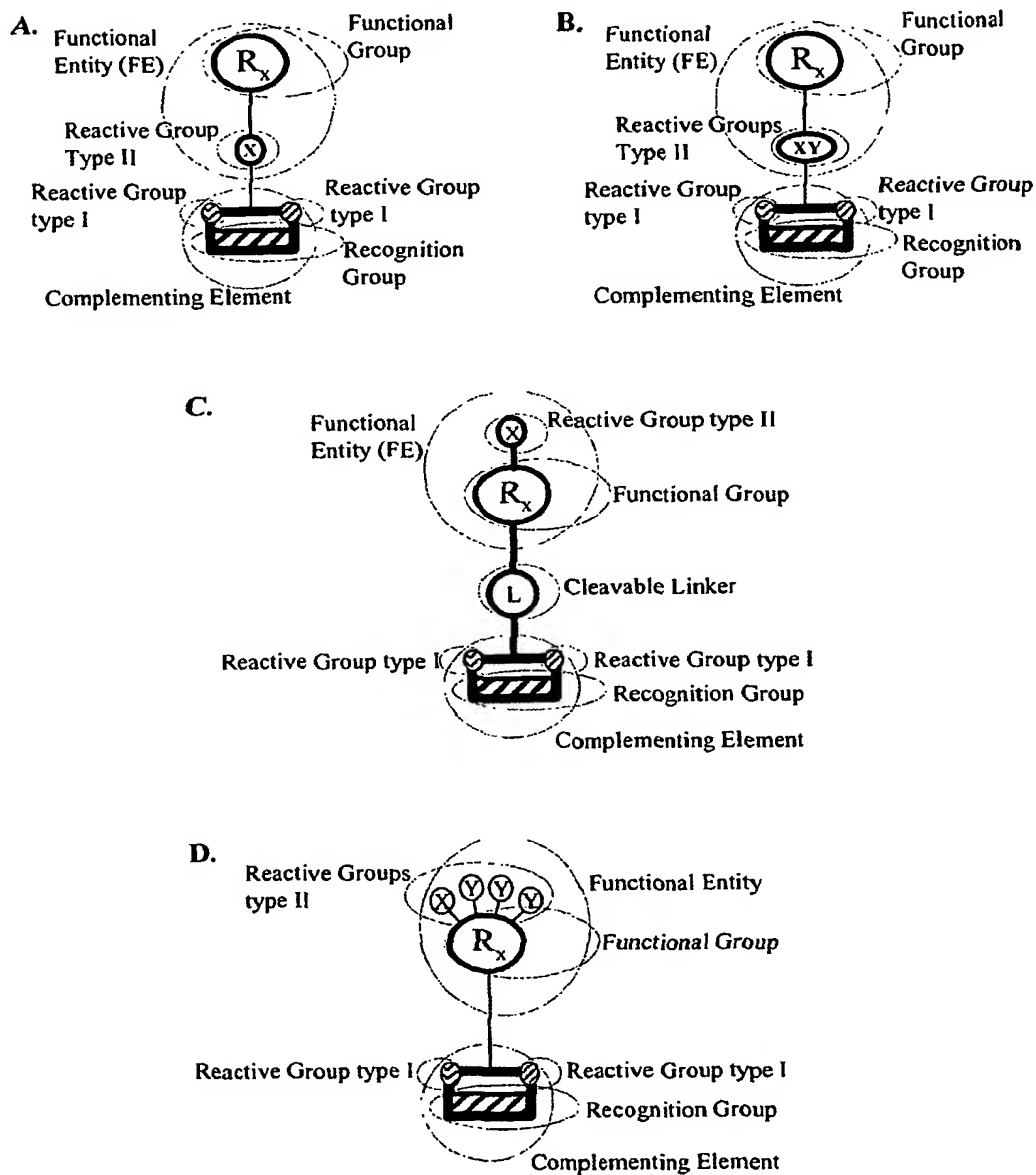 A.
Functional
Entity (FE)
Functional
Group
Rx
Reactive Group
Type II
X
Reactive Group
type I
Reactive Group
type I
Recognition
Group
Complementing Element
B.
Functional
Entity (FE)
Functional
Group
Rx
Reactive Groups
Type II
XY
Reactive Group
type I
Reactive Group
type I
Recognition
Group
Complementing Element
C.
Functional
Entity (FE)
X
Reactive Group type II
Rx
Functional Group
L
Cleavable Linker
Reactive Group type I
Reactive Group type I
Recognition Group
Complementing Element
D.
Reactive Groups
type II
X Y Y Y
Functional Entity
Rx
Functional Group
Reactive Group type I
Reactive Group type I
Recognition Group
Complementing Element